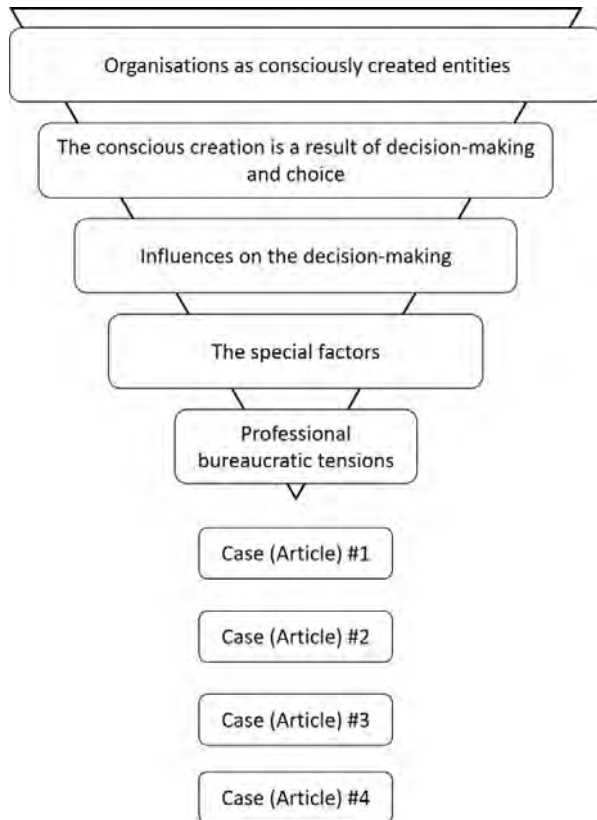 Organisations as consciously created entities
The conscious creation is a result of decision-making
and choice
Influences on the decision-making
The special factors
Professional
bureaucratic tensions
Case (Article) #1
Case (Article) #2
Case (Article) #3
Case (Article) #4